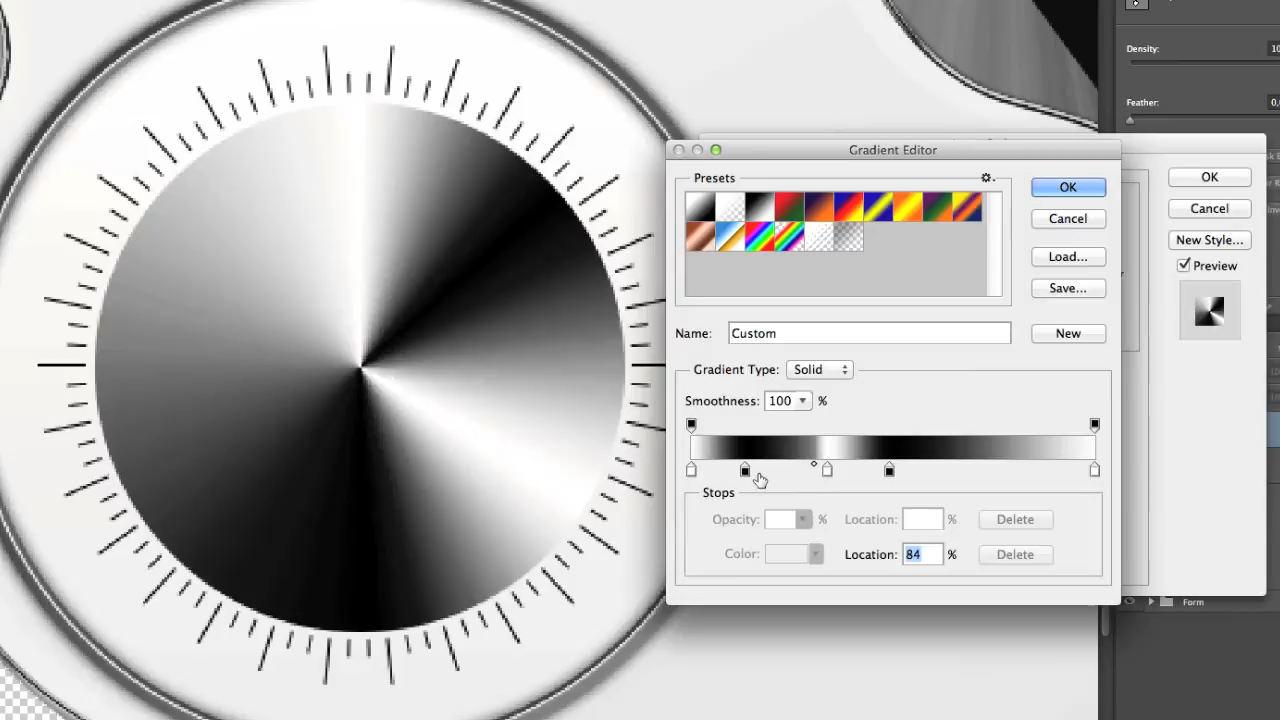 Density:
Feather:
Gradient Editor
Presets
OK
Cancel
Load...
Save...
Name: Custom
New
Gradient Type: Solid
Smoothness: 100 %
Stops
Opacity: % Location: % Delete
Color: Location: 84 % Delete
OK
Cancel
New Style...
Preview
Form